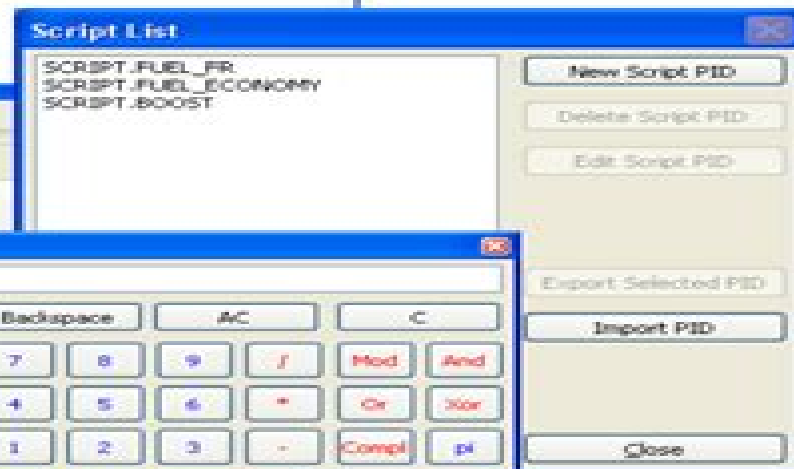 Script List
SCRIPT.FUEL_FR
SCRIPT.FUEL_ECONOMY
SCRIPT.BOOST
New Script PID
Delete Script PID
Edit Script PID
Export Selected PID
Import PID
Close
Backspace AC C
7 8 9 / Mod And
4 5 6 * Or Xor
1 2 3 - Compl pi